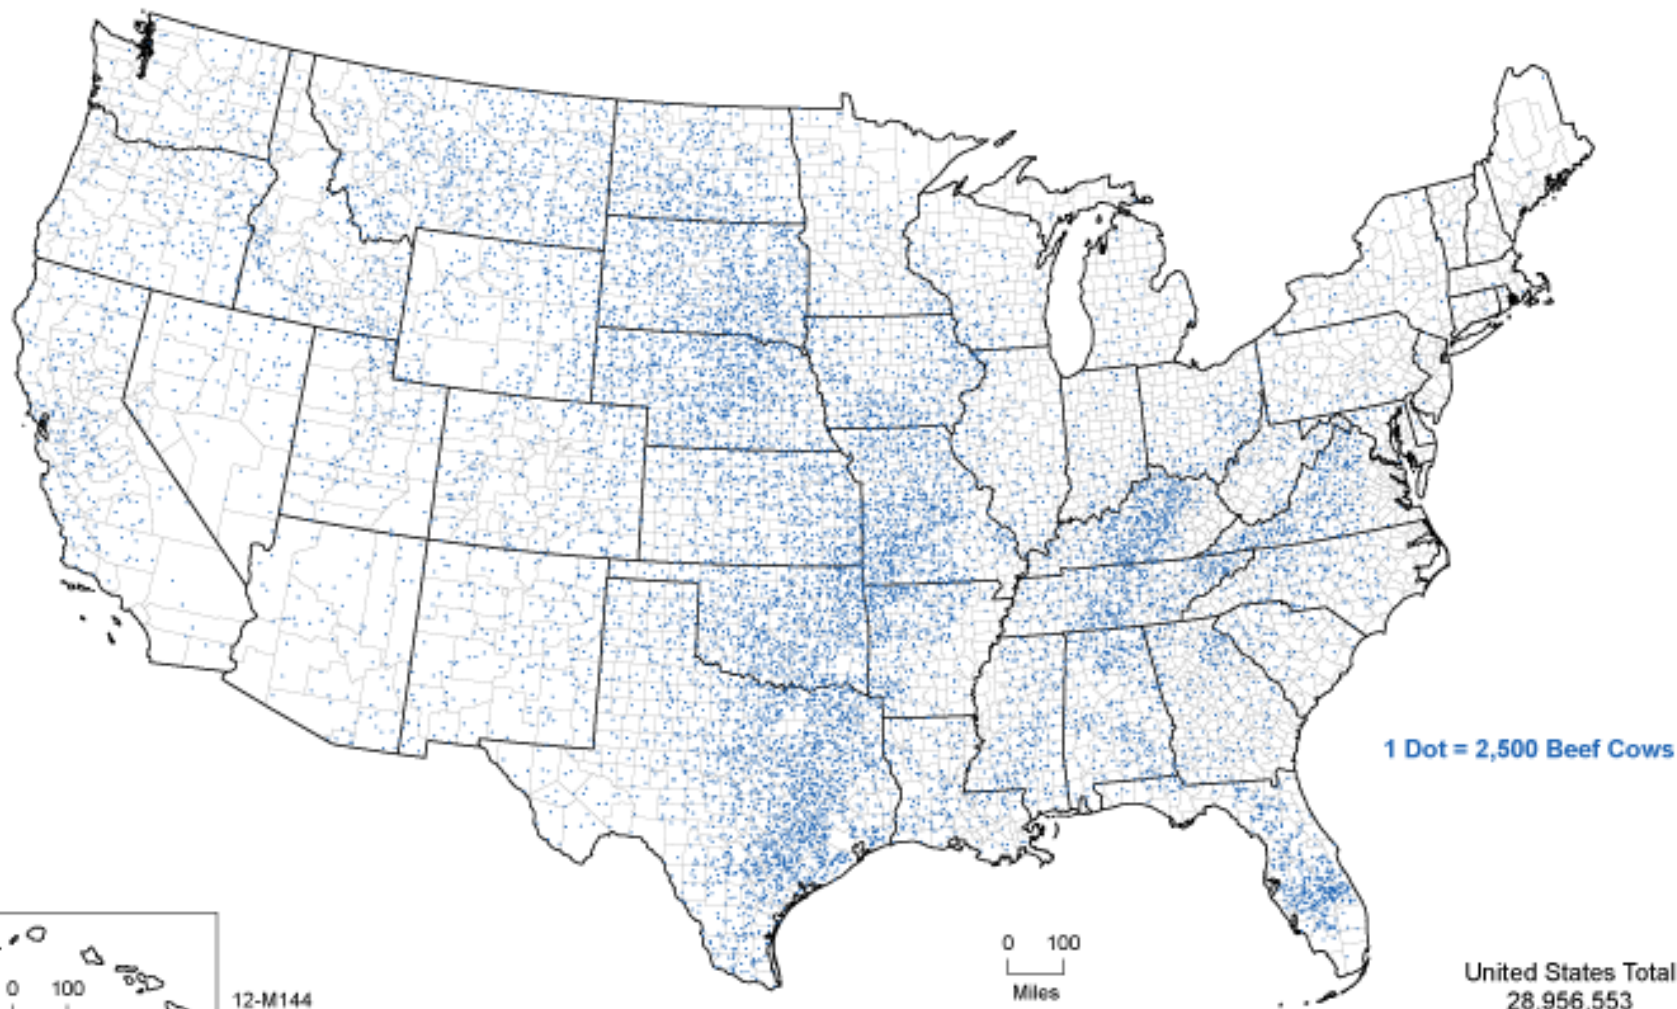 1 Dot = 2,500 Beef Cows
0 100
Miles
United States Total
28,956,553
0 100
12-M144